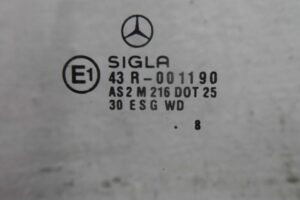 SIGLA
E1
43 R-001190
AS2 M 216 DOT 25
30 E S G WD
. 8